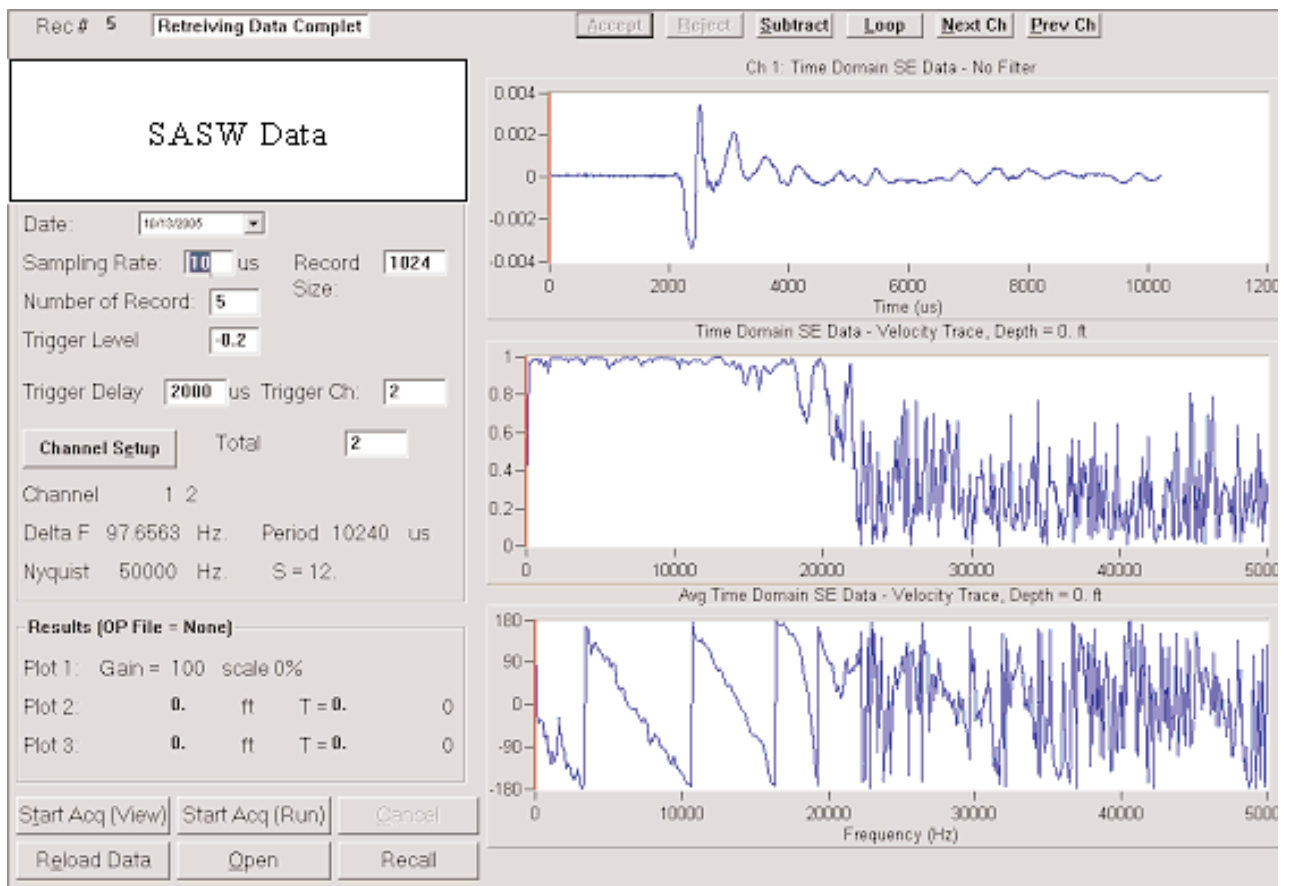 Rec# 5 Retreiving Data Complet Accept Reject Subtract Loop Next Ch Prev Ch
SASW Data
Date: 10/13/2005
Sampling Rate: 10 us Record Size: 1024
Number of Record: 5
Trigger Level -0.2
Trigger Delay 2000 us Trigger Ch: 2
Channel Setup Total 2
Channel 1 2
Delta F 97.6563 Hz. Period 10240 us
Nyquist 50000 Hz. S = 12.
Results (OP File = None)
Plot 1: Gain = 100 scale 0%
Plot 2: 0. ft T = 0. 0
Plot 3: 0. ft T = 0. 0
Start Acq (View) Start Acq (Run) Cancel
Reload Data Open Recall
Ch 1: Time Domain SE Data - No Filter
0.004
0.002
0
-0.002
-0.004
0 2000 4000 6000 8000 10000 1200
Time (us)
Time Domain SE Data - Velocity Trace, Depth = 0. ft
1
0.8
0.6
0.4
0.2
0
0 10000 20000 30000 40000 5000
Avg Time Domain SE Data - Velocity Trace, Depth = 0. ft
180
90
0
-90
-180
0 10000 20000 30000 40000 5000
Frequency (Hz)